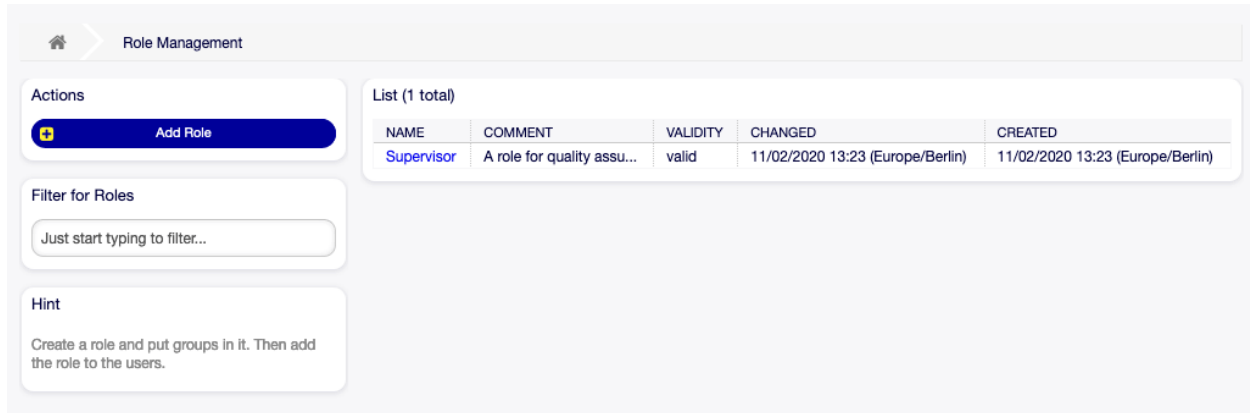 Role Management
Actions
Add Role
Filter for Roles
Just start typing to filter...
Hint
Create a role and put groups in it. Then add
the role to the users.
List (1 total)
NAME COMMENT VALIDITY CHANGED CREATED
Supervisor A role for quality assu... valid 11/02/2020 13:23 (Europe/Berlin) 11/02/2020 13:23 (Europe/Berlin)